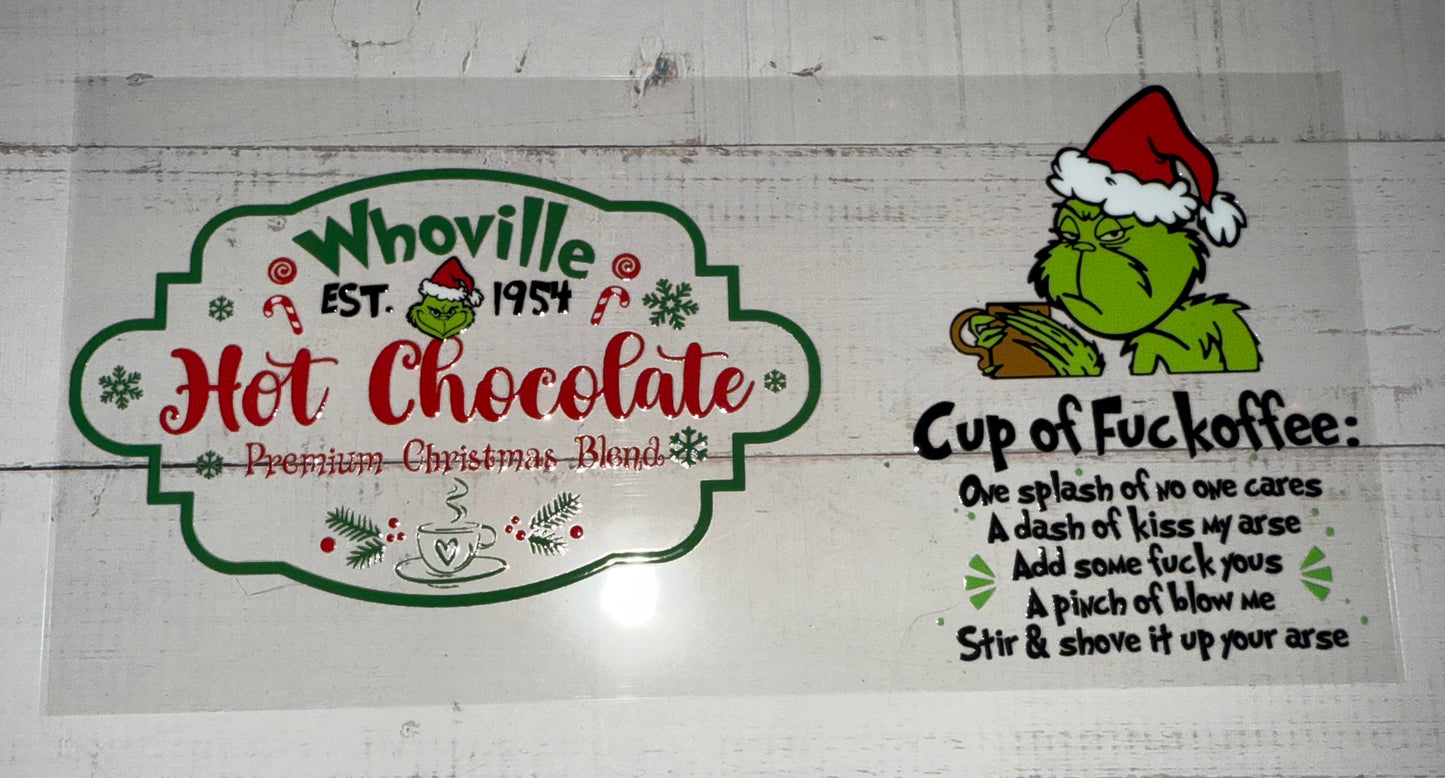 Whoville
EST. 1954
Hot Chocolate
Premium Christmas Blend
Cup of Fuckoffee:
One splash of no one cares
A dash of kiss my arse
Add some fuck yous
A pinch of blow me
Stir & shove it up your arse